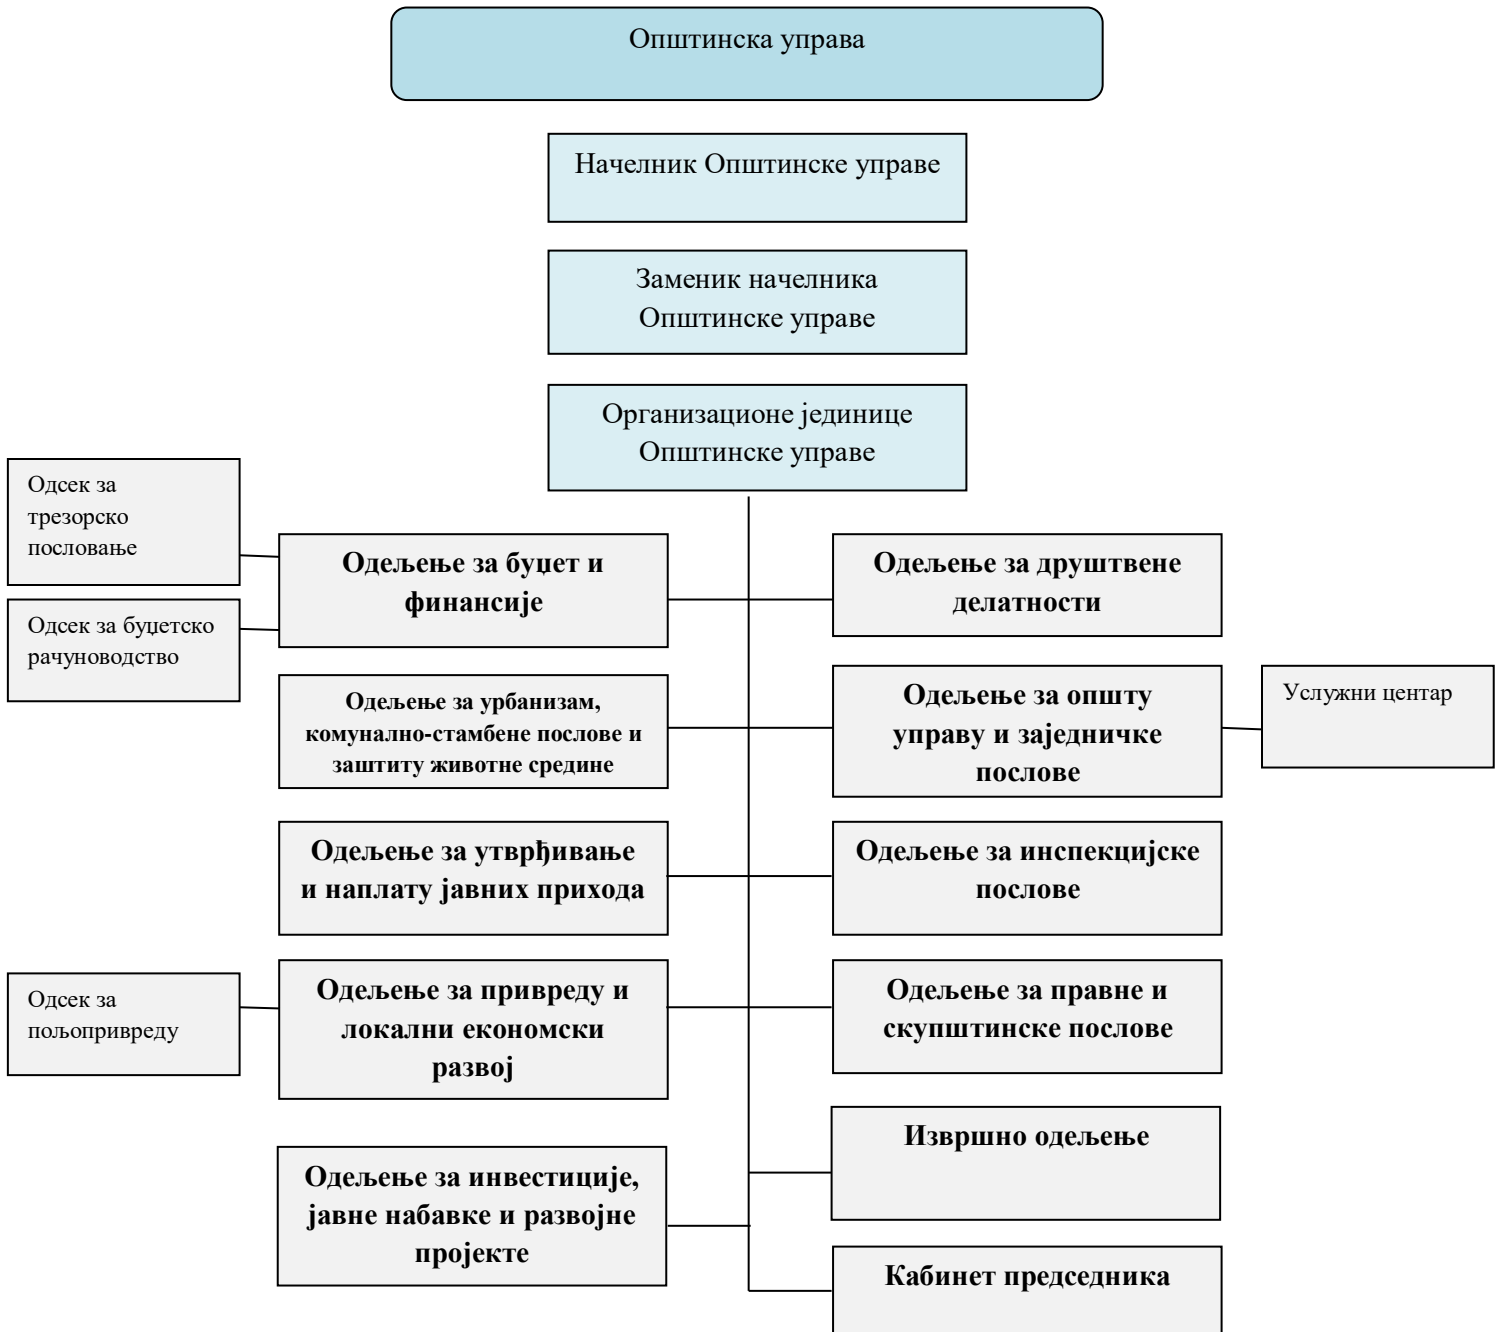 Општинска управа
Начелник Општинске управе
Заменик начелника
Општинске управе
Организационе јединице
Општинске управе
Одсек за
трезорско
пословање
Одељење за буџет и
финансије
Одељење за друштвене
делатности
Одсек за буџетско
рачуноводство
Одељење за урбанизам,
комунално-стамбене послове и
заштиту животне средине
Одељење за општу
управу и заједничке
послове
Услужни центар
Одељење за утврђивање
и наплату јавних прихода
Одељење за инспекцијске
послове
Одсек за
пољопривреду
Одељење за привреду и
локални економски
развој
Одељење за правне и
скупштинске послове
Извршно одељење
Одељење за инвестиције,
јавне набавке и развојне
пројекте
Кабинет председника